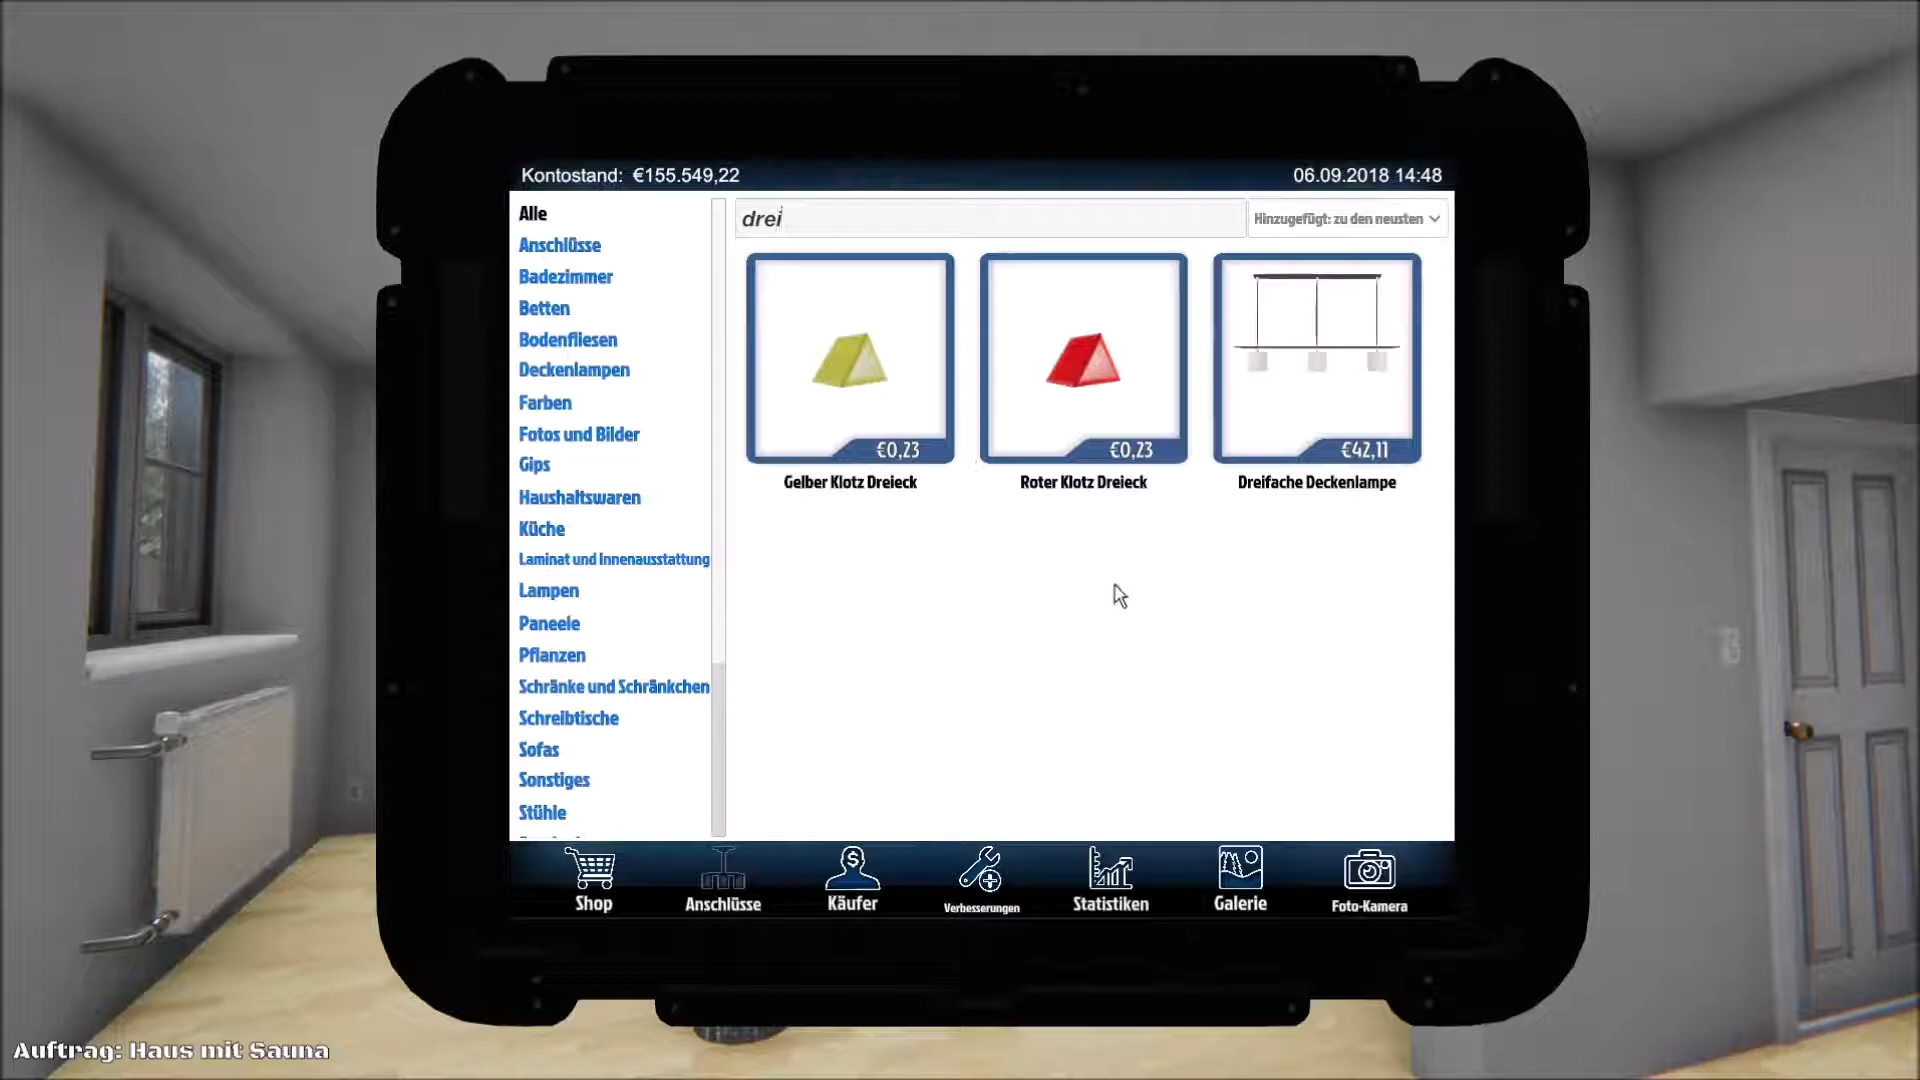 Kontostand: €155.549,22
06.09.2018 14:48
Alle
Anschlüsse
Badezimmer
Betten
Bodenfliesen
Deckenlampen
Farben
Fotos und Bilder
Gips
Haushaltswaren
Küche
Laminat und Innenausstattung
Lampen
Paneele
Pflanzen
Schränke und Schränkchen
Schreibtische
Sofas
Sonstiges
Stühle
drei
Hinzugefügt: zu den neusten
€0,23
€0,23
€42,11
Gelber Klotz Dreieck
Roter Klotz Dreieck
Dreifache Deckenlampe
Shop
Anschlüsse
Käufer
Verbesserungen
Statistiken
Galerie
Foto-Kamera
Auftrag: Haus mit Sauna